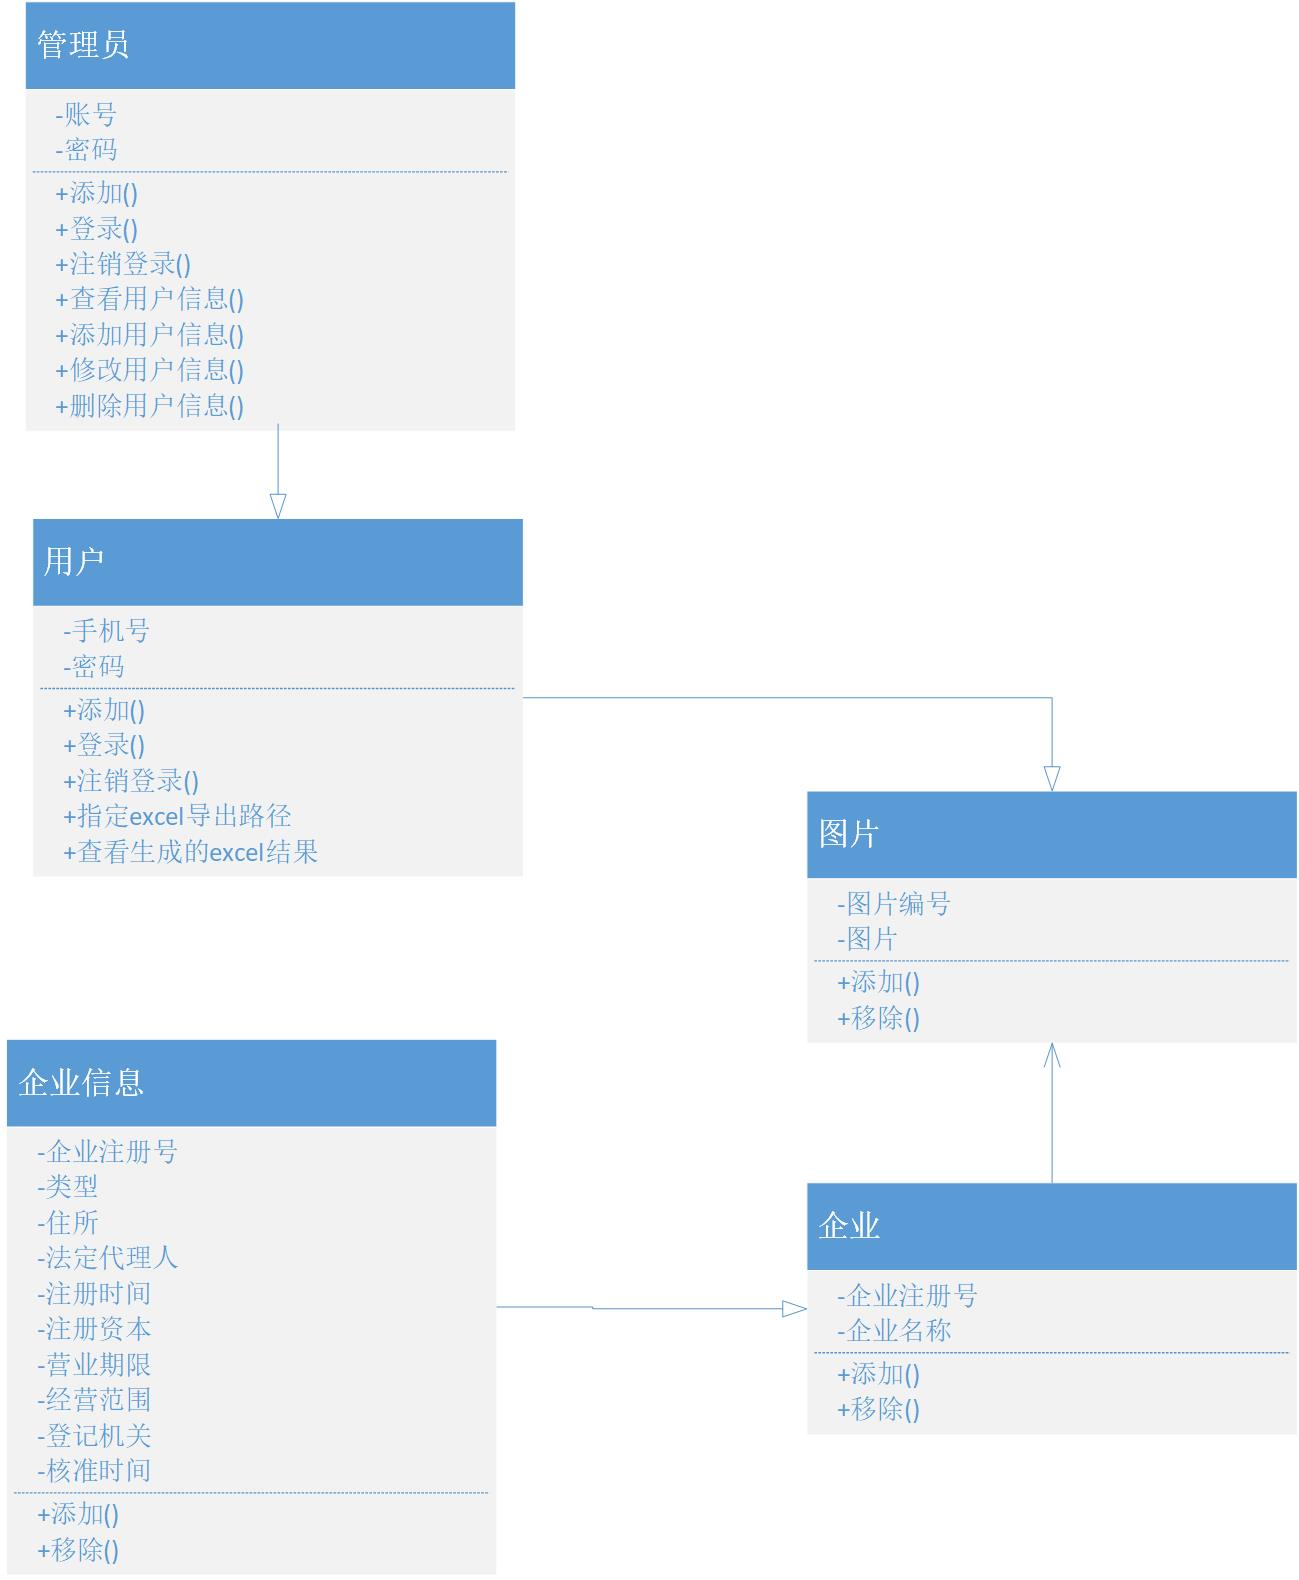 管理员
-账号
-密码
+添加()
+登录()
+注销登录()
+查看用户信息()
+添加用户信息()
+修改用户信息()
+删除用户信息()
用户
-手机号
-密码
+添加()
+登录()
+注销登录()
+指定excel导出路径
+查看生成的excel结果
图片
-图片编号
-图片
+添加()
+移除()
企业信息
-企业注册号
-类型
-住所
-法定代理人
-注册时间
-注册资本
-营业期限
-经营范围
-登记机关
-核准时间
+添加()
+移除()
企业
-企业注册号
-企业名称
+添加()
+移除()